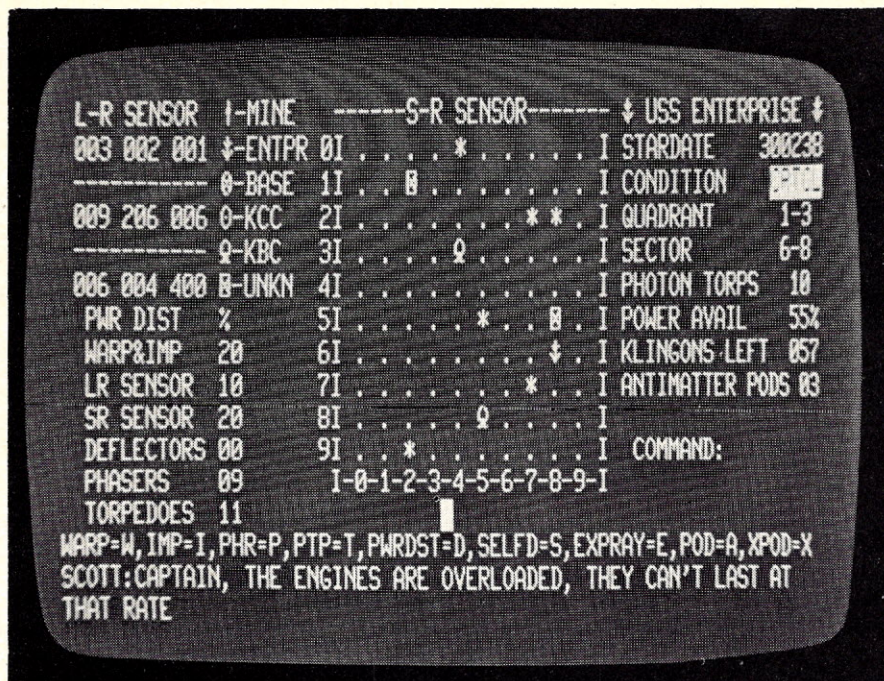 L-R SENSOR -MINE ------S-R SENSOR------- USS ENTERPRISE
003 002 001 -ENTPR 0I . . . . * . . . . . I STARDATE 300238
----------- -BASE 1I . . . . . . . . . I CONDITION
009 206 006 -KCC 2I . . . . . . . * * . I QUADRANT 1-3
----------- -KBC 3I . . . . . . . . . I SECTOR 6-8
006 004 400 -UNKN 4I . . . . . . . . . . I PHOTON TORPS 10
PWR DIST % 5I . . . . . * . . . I POWER AVAIL 55%
WARP&IMP 20 6I . . . . . . . . . I KLINGONS LEFT 057
LR SENSOR 10 7I . . . . . . . * . . I ANTIMATTER PODS 03
SR SENSOR 20 8I . . . . . . . . . I
DEFLECTORS 00 9I . . * . . . . . . . I COMMAND:
PHASERS 09 I-0-1-2-3-4-5-6-7-8-9-I
TORPEDOES 11
WARP=W,IMP=I,PHR=P,PTP=T,PWRDST=D,SELFD=S,EXPRAY=E,POD=A,XPOD=X
SCOTT:CAPTAIN, THE ENGINES ARE OVERLOADED, THEY CAN'T LAST AT
THAT RATE